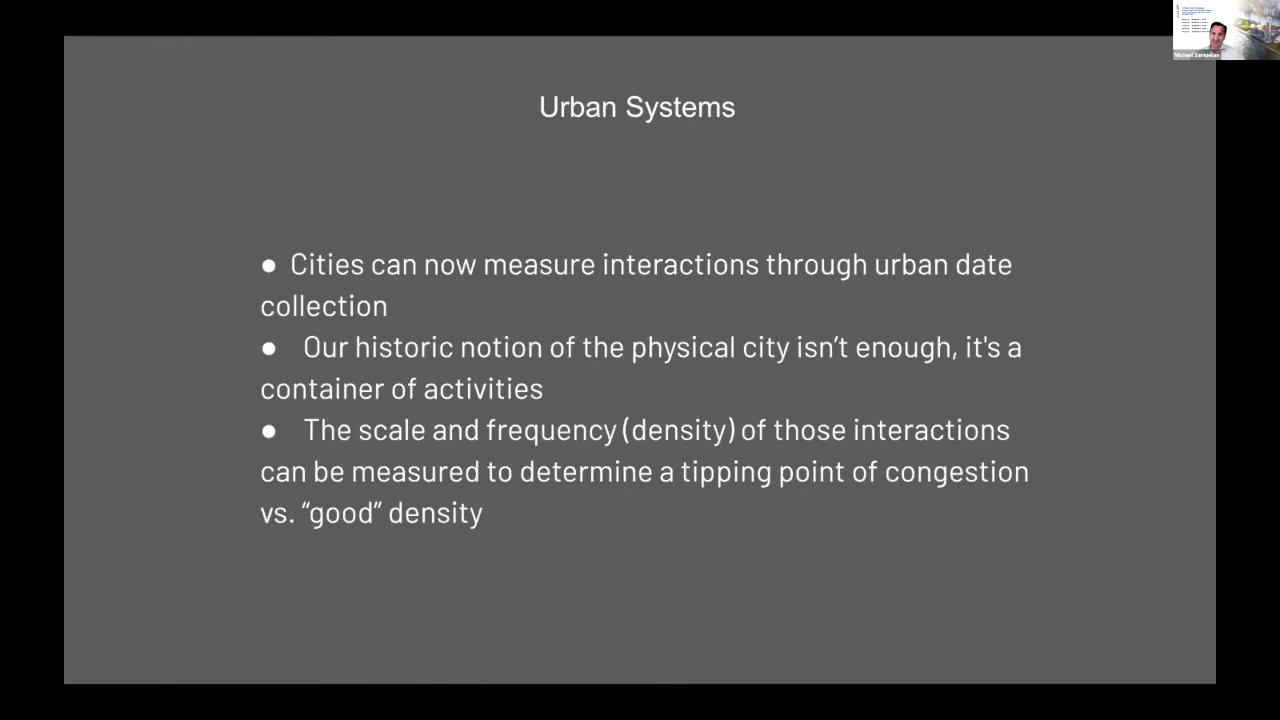 Urban Systems
● Cities can now measure interactions through urban date
collection
● Our historic notion of the physical city isn’t enough, it's a
container of activities
● The scale and frequency (density) of those interactions
can be measured to determine a tipping point of congestion
vs. “good” density
Michael Samuelian